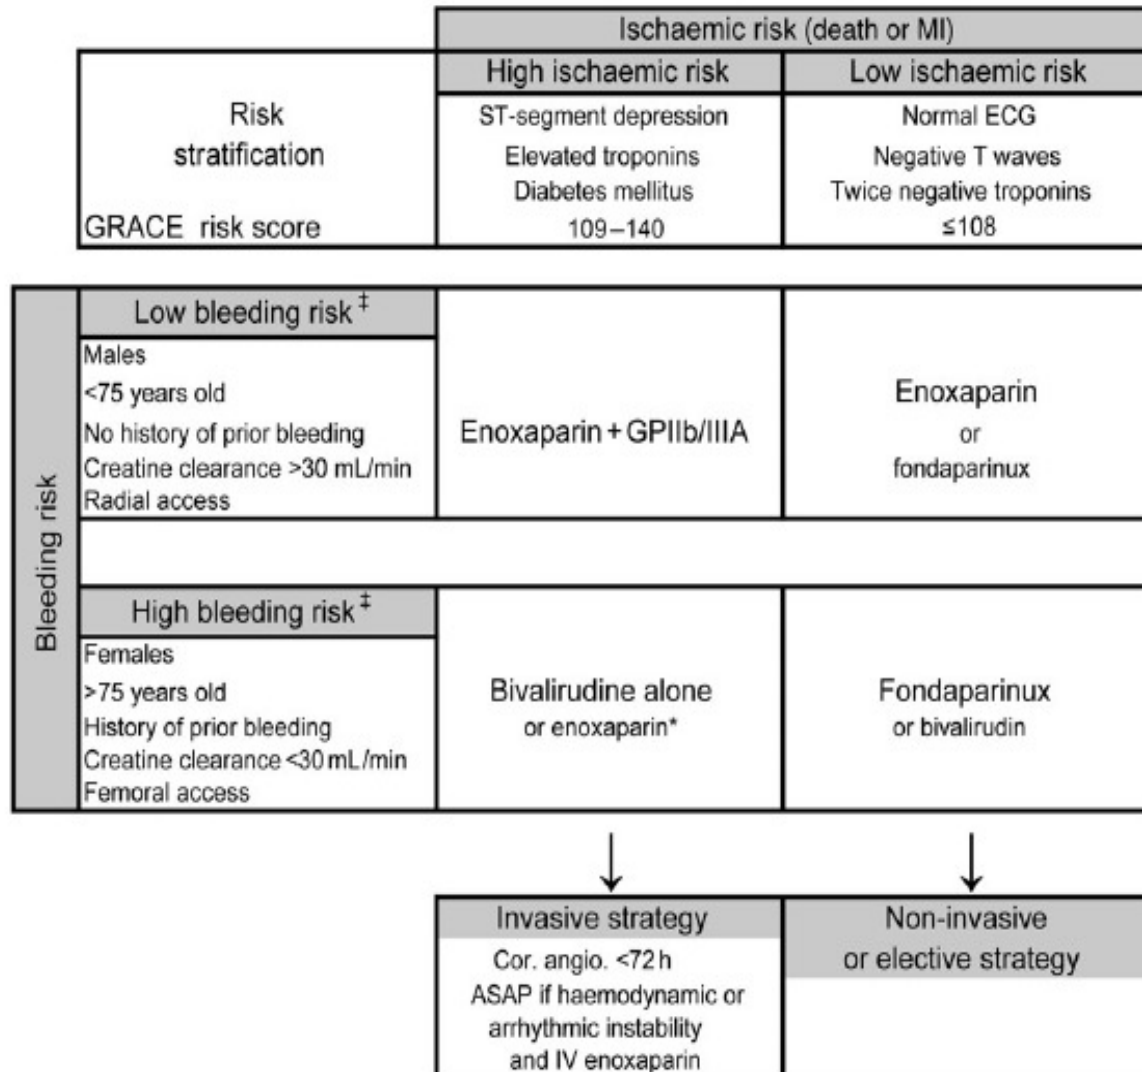 Ischaemic risk (death or MI)
High ischaemic risk
Low ischaemic risk
Risk
stratification
GRACE risk score
ST-segment depression
Elevated troponins
Diabetes mellitus
109–140
Normal ECG
Negative T waves
Twice negative troponins
≤108
Bleeding risk
Low bleeding risk‡
Males
<75 years old
No history of prior bleeding
Creatine clearance >30 mL/min
Radial access
Enoxaparin + GPIIb/IIIA
Enoxaparin
or
fondaparinux
High bleeding risk‡
Females
>75 years old
History of prior bleeding
Creatine clearance <30 mL/min
Femoral access
Bivalirudine alone
or enoxaparin*
Fondaparinux
or bivalirudin
Invasive strategy
Cor. angio. <72 h
ASAP if haemodynamic or
arrhythmic instability
and IV enoxaparin
Non-invasive
or elective strategy